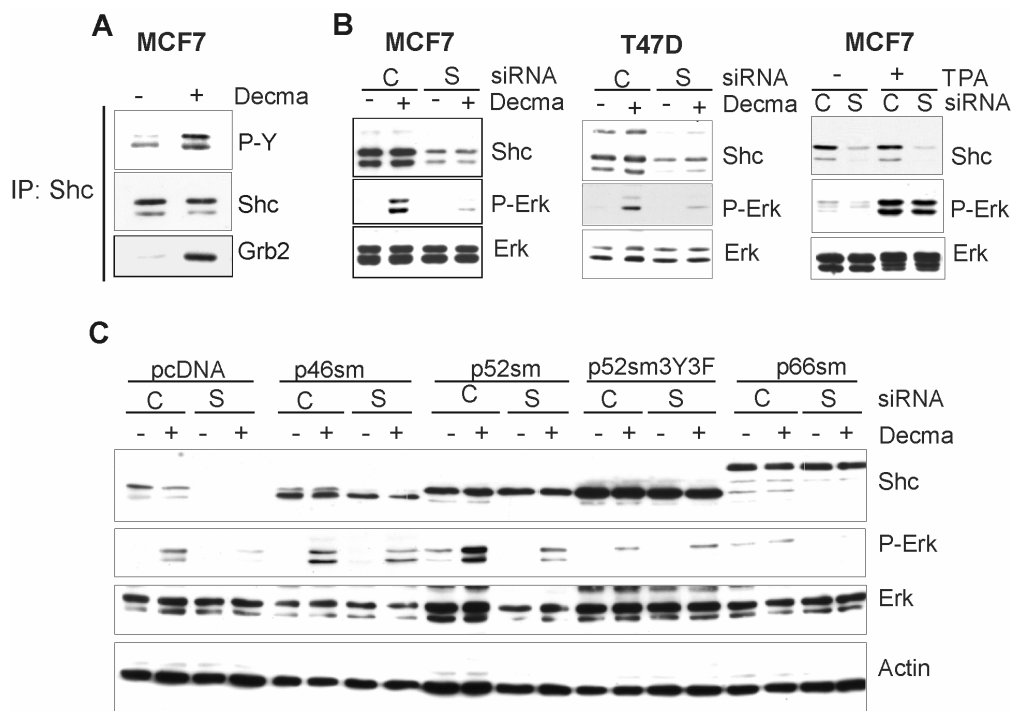 A
MCF7
- + Decma
P-Y
IP: Shc
Shc
Grb2
B
MCF7
C S siRNA
- + - + Decma
Shc
P-Erk
Erk
T47D
C S siRNA
- + - + Decma
Shc
P-Erk
Erk
MCF7
- + TPA
C S C S siRNA
Shc
P-Erk
Erk
C
pcDNA p46sm p52sm p52sm3Y3F p66sm
C S C S C S C S C S siRNA
- + - + - + - + - + - + - + - + - + - + Decma
Shc
P-Erk
Erk
Actin